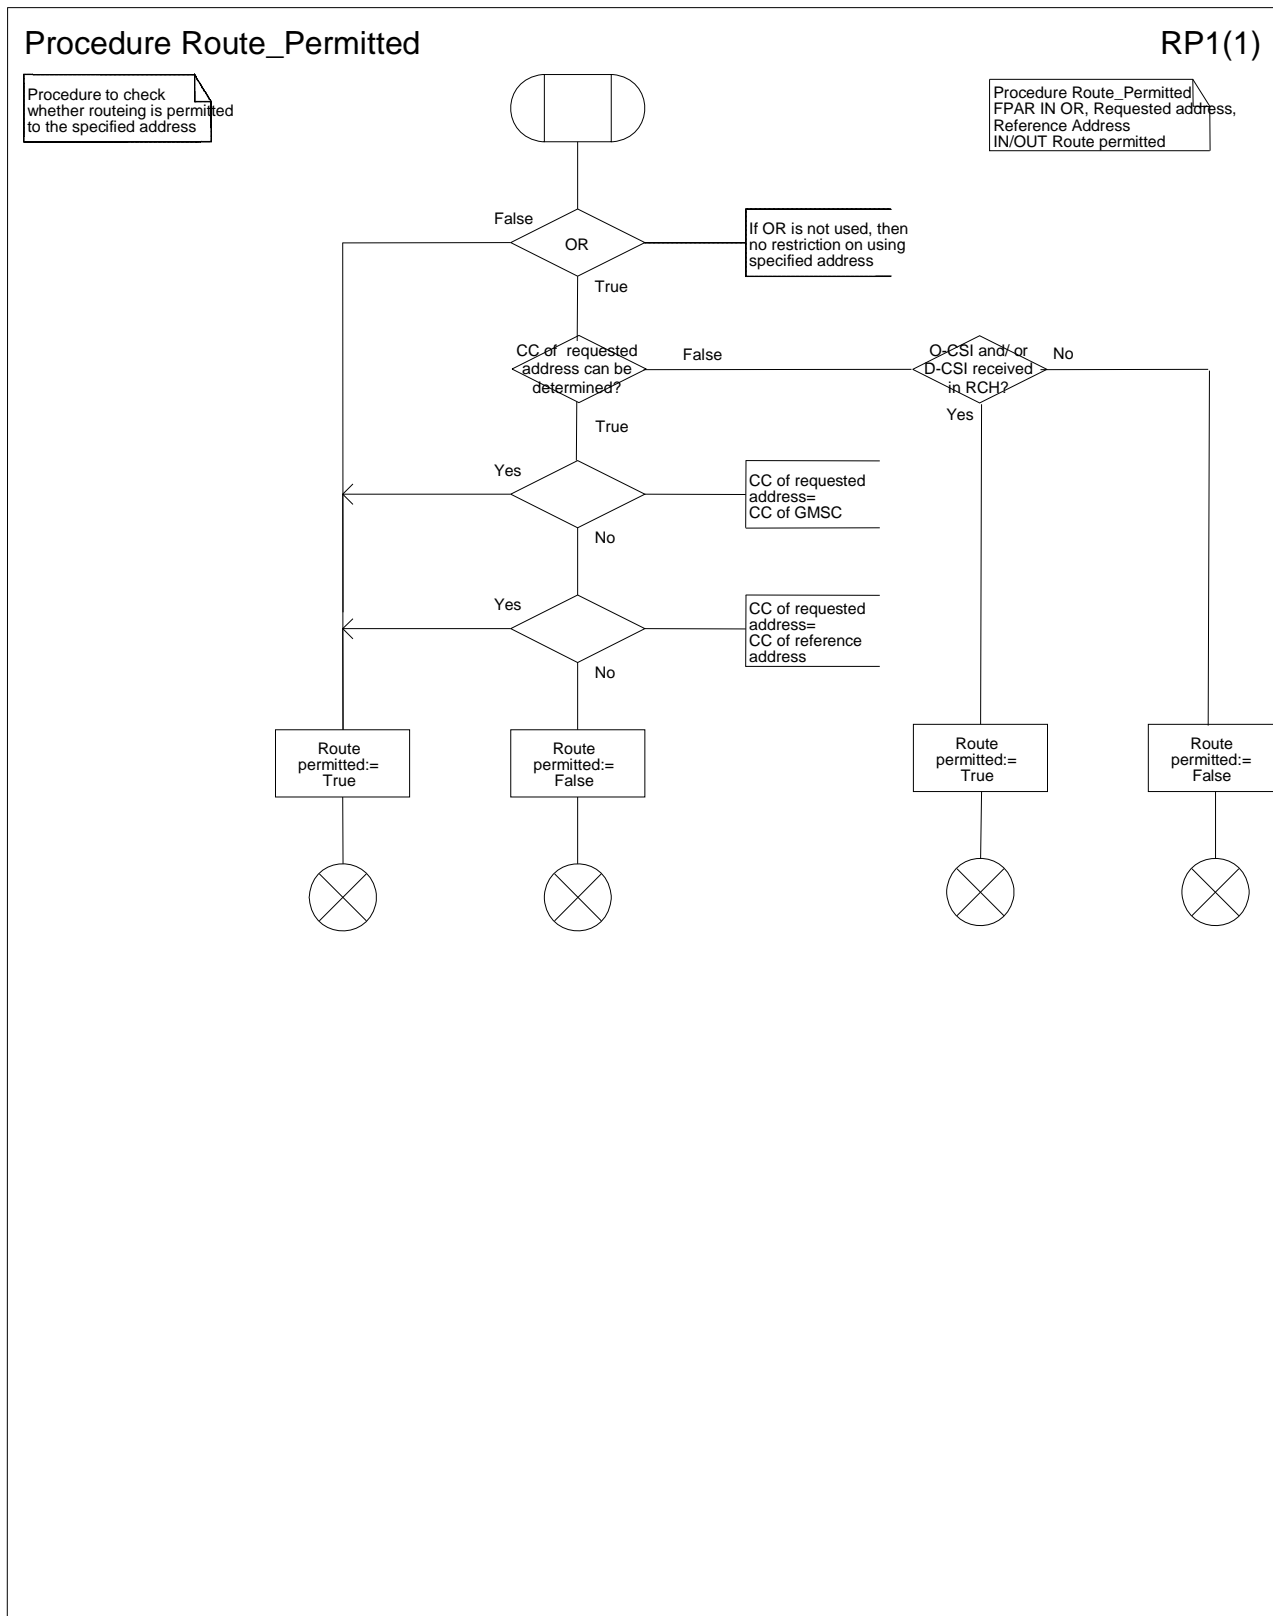 Procedure Route_Permitted
RP1(1)
Procedure to check
whether routeing is permitted
to the specified address
Procedure Route_Permitted
FPAR IN OR, Requested address,
Reference Address
IN/OUT Route permitted
False
OR
If OR is not used, then
no restriction on using
specified address
True
CC of  requested
address can be
determined?
False
O-CSI and/ or
D-CSI received
in RCH?
No
Yes
True
Yes
CC of requested
address=
CC of GMSC
No
Yes
CC of requested
address=
CC of reference
address
No
Route
permitted:=
True
Route
permitted:=
False
Route
permitted:=
True
Route
permitted:=
False